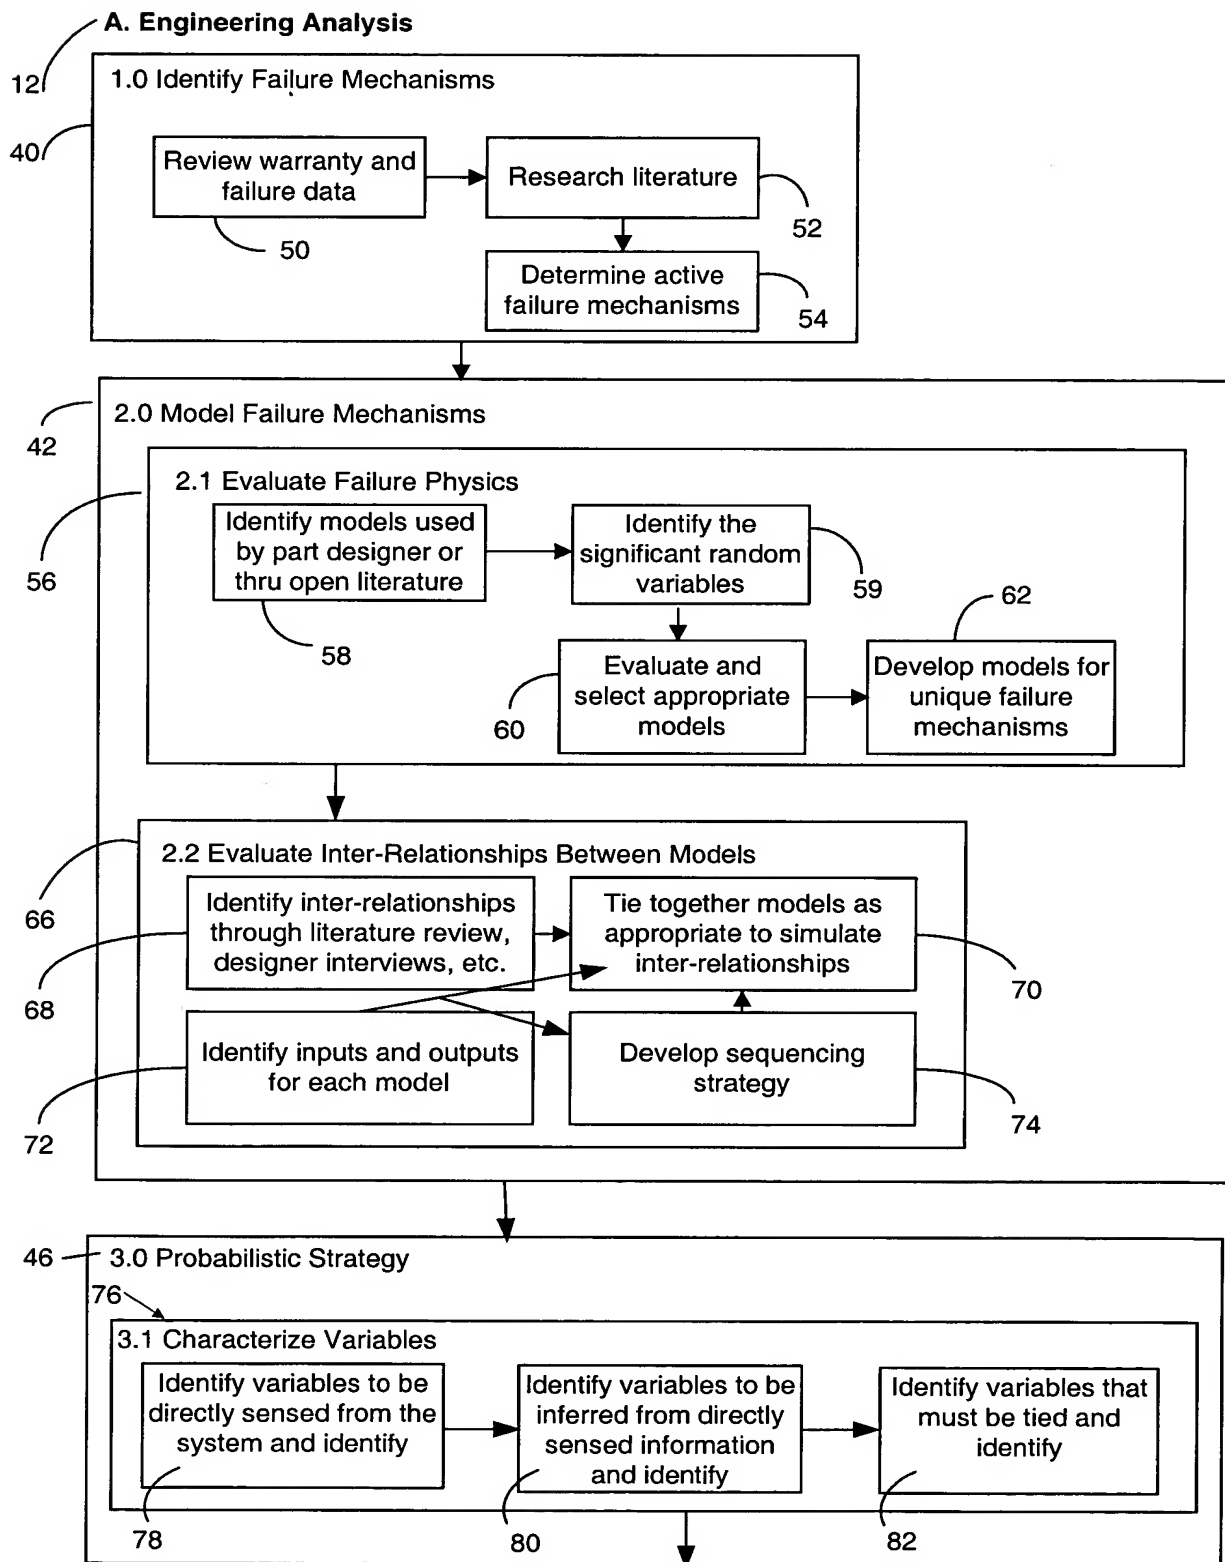 A. Engineering Analysis
12
1.0 Identify Failure Mechanisms
40
Review warranty and
failure data
50
Research literature
52
Determine active
failure mechanisms
54
42
2.0 Model Failure Mechanisms
2.1 Evaluate Failure Physics
56
Identify models used
by part designer or
thru open literature
58
Identify the
significant random
variables
59
60
Evaluate and
select appropriate
models
62
Develop models for
unique failure
mechanisms
66
2.2 Evaluate Inter-Relationships Between Models
Identify inter-relationships
through literature review,
designer interviews, etc.
68
Tie together models as
appropriate to simulate
inter-relationships
70
Identify inputs and outputs
for each model
72
Develop sequencing
strategy
74
46
3.0 Probabilistic Strategy
76
3.1 Characterize Variables
Identify variables to be
directly sensed from the
system and identify
78
Identify variables to be
inferred from directly
sensed information
and identify
80
Identify variables that
must be tied and
identify
82